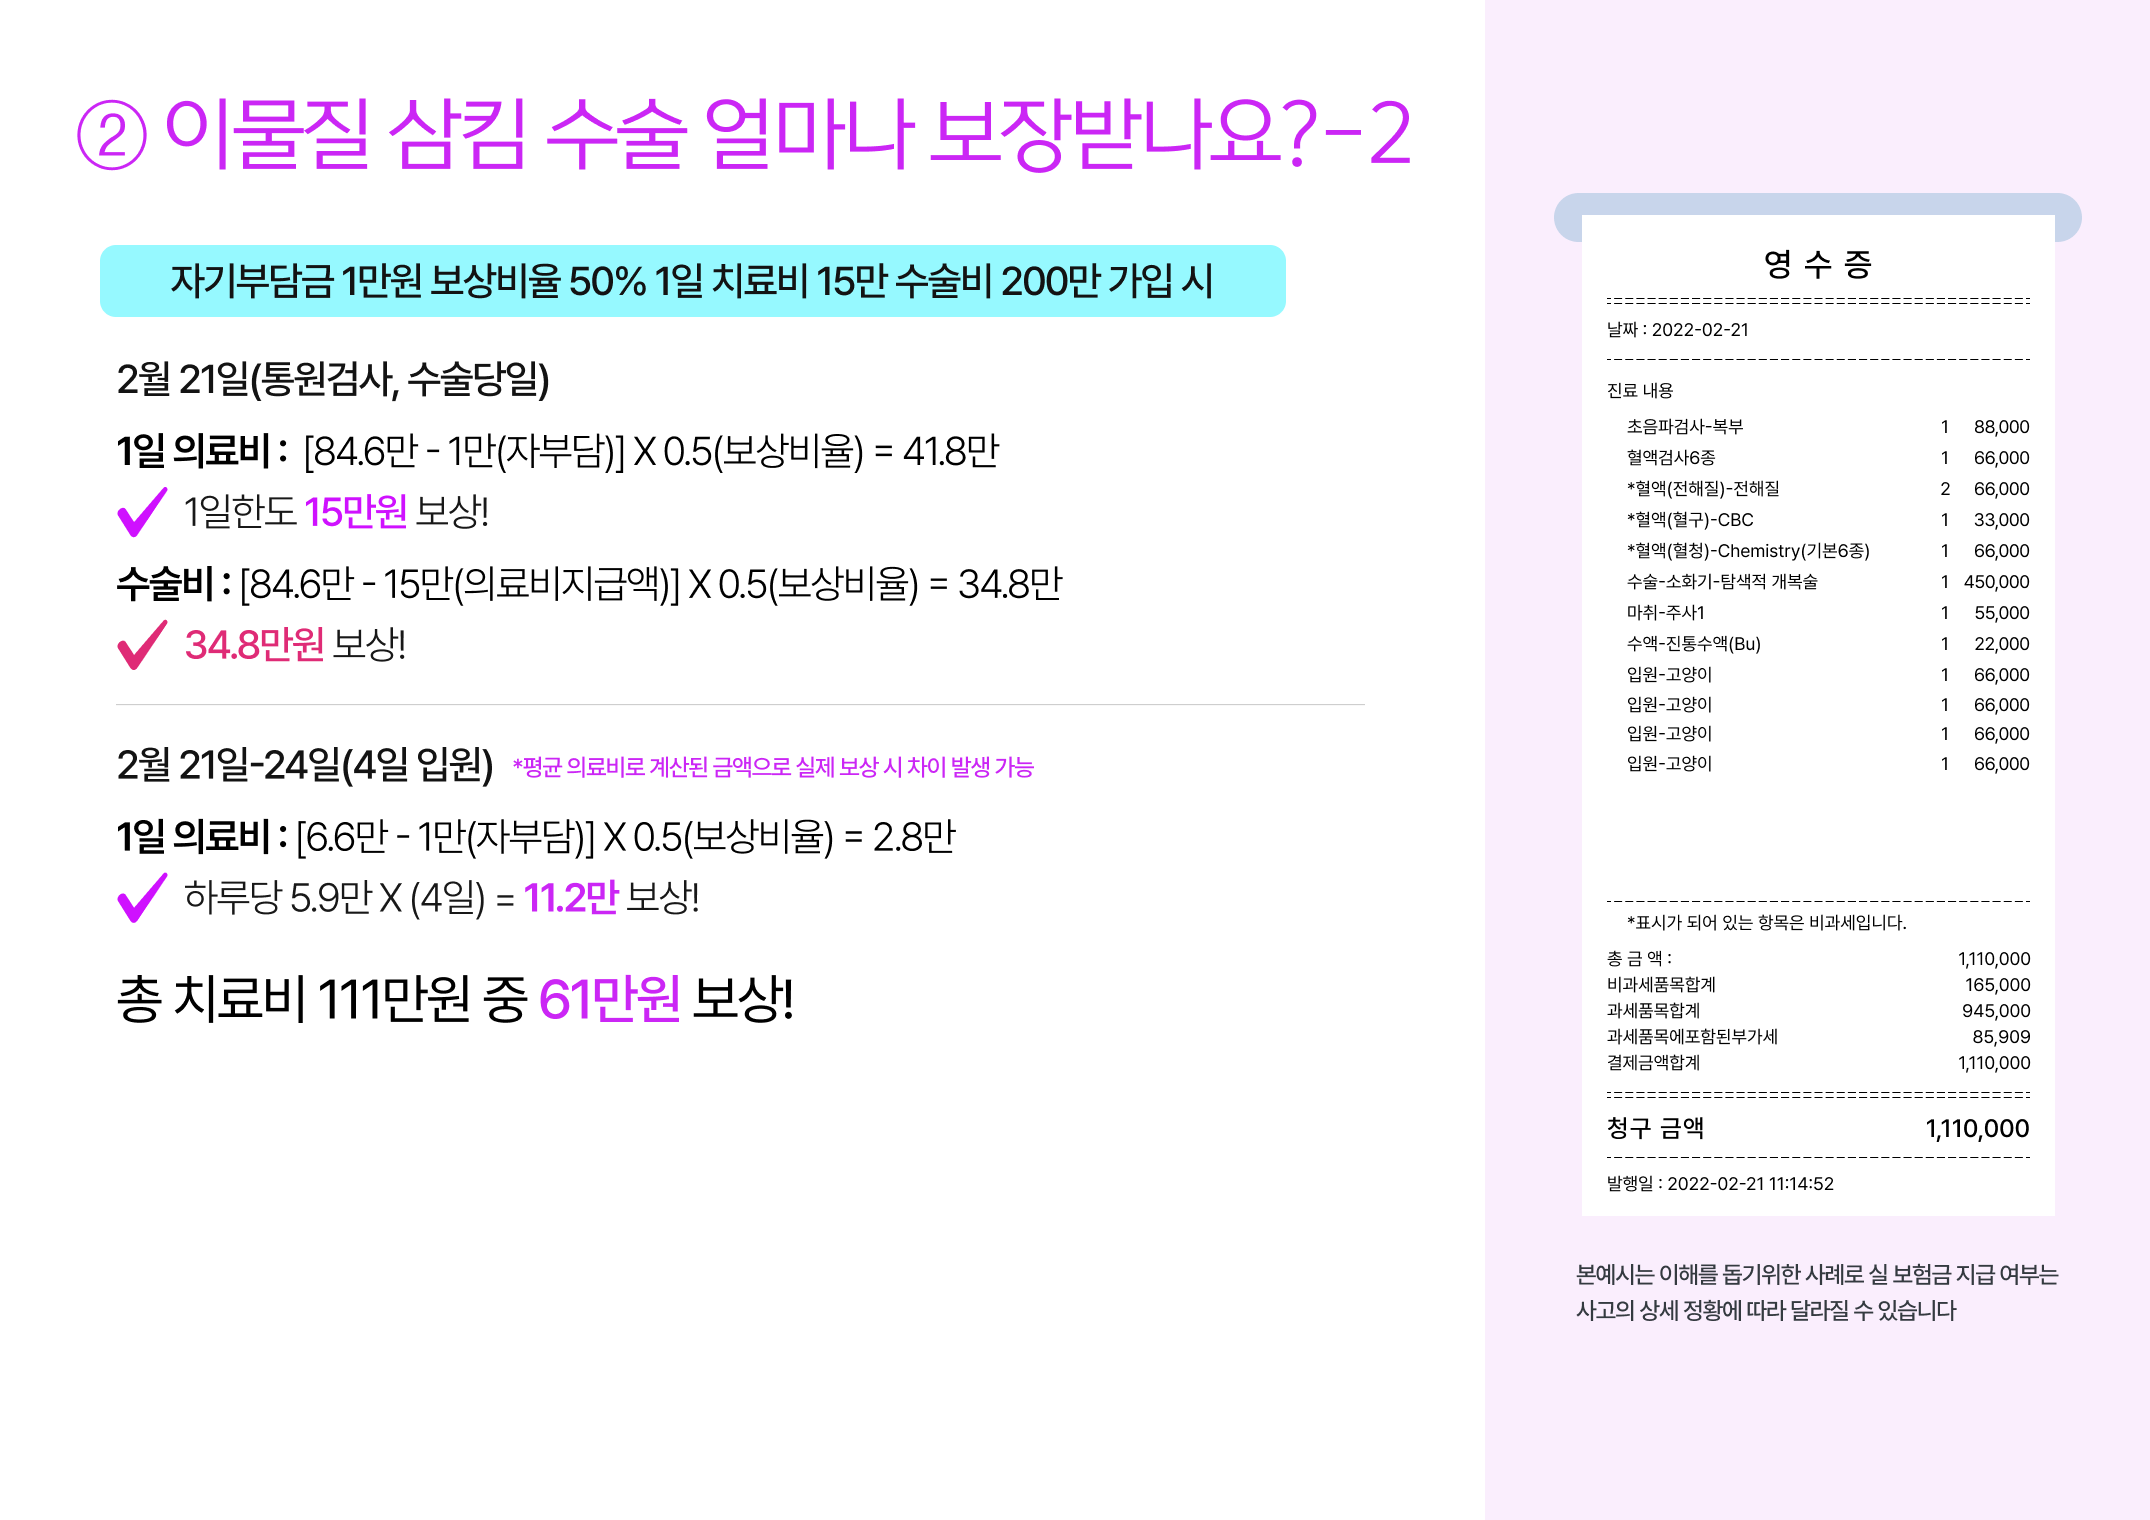 ② 이물질 삼킴 수술 얼마나 보장받나요?-2
자기부담금 1만원 보상비율 50% 1일 치료비 15만 수술비 200만 가입 시
2월 21일(통원검사, 수술당일)
1일 의료비 : [84.6만 - 1만(자부담)] X 0.5(보상비율) = 41.8만
1일한도 15만원 보상!
수술비 : [84.6만 - 15만(의료비지급액)] X 0.5(보상비율) = 34.8만
34.8만원 보상!
2월 21일-24일(4일 입원) *평균 의료비로 계산된 금액으로 실제 보상 시 차이 발생 가능
1일 의료비 : [6.6만 - 1만(자부담)] X 0.5(보상비율) = 2.8만
하루당 5.9만 X (4일) = 11.2만 보상!
총 치료비 111만원 중 61만원 보상!
영 수 증
날짜 : 2022-02-21
진료 내용
초음파검사-복부 1 88,000
혈액검사6종 1 66,000
*혈액(전해질)-전해질 2 66,000
*혈액(혈구)-CBC 1 33,000
*혈액(혈청)-Chemistry(기본6종) 1 66,000
수술-소화기-탐색적 개복술 1 450,000
마취-주사1 1 55,000
수액-진통수액(Bu) 1 22,000
입원-고양이 1 66,000
입원-고양이 1 66,000
입원-고양이 1 66,000
입원-고양이 1 66,000
*표시가 되어 있는 항목은 비과세입니다.
총 금 액 : 1,110,000
비과세품목합계 165,000
과세품목합계 945,000
과세품목에포함된부가세 85,909
결제금액합계 1,110,000
청구 금액 1,110,000
발행일 : 2022-02-21 11:14:52
본예시는 이해를 돕기위한 사례로 실 보험금 지급 여부는
사고의 상세 정황에 따라 달라질 수 있습니다